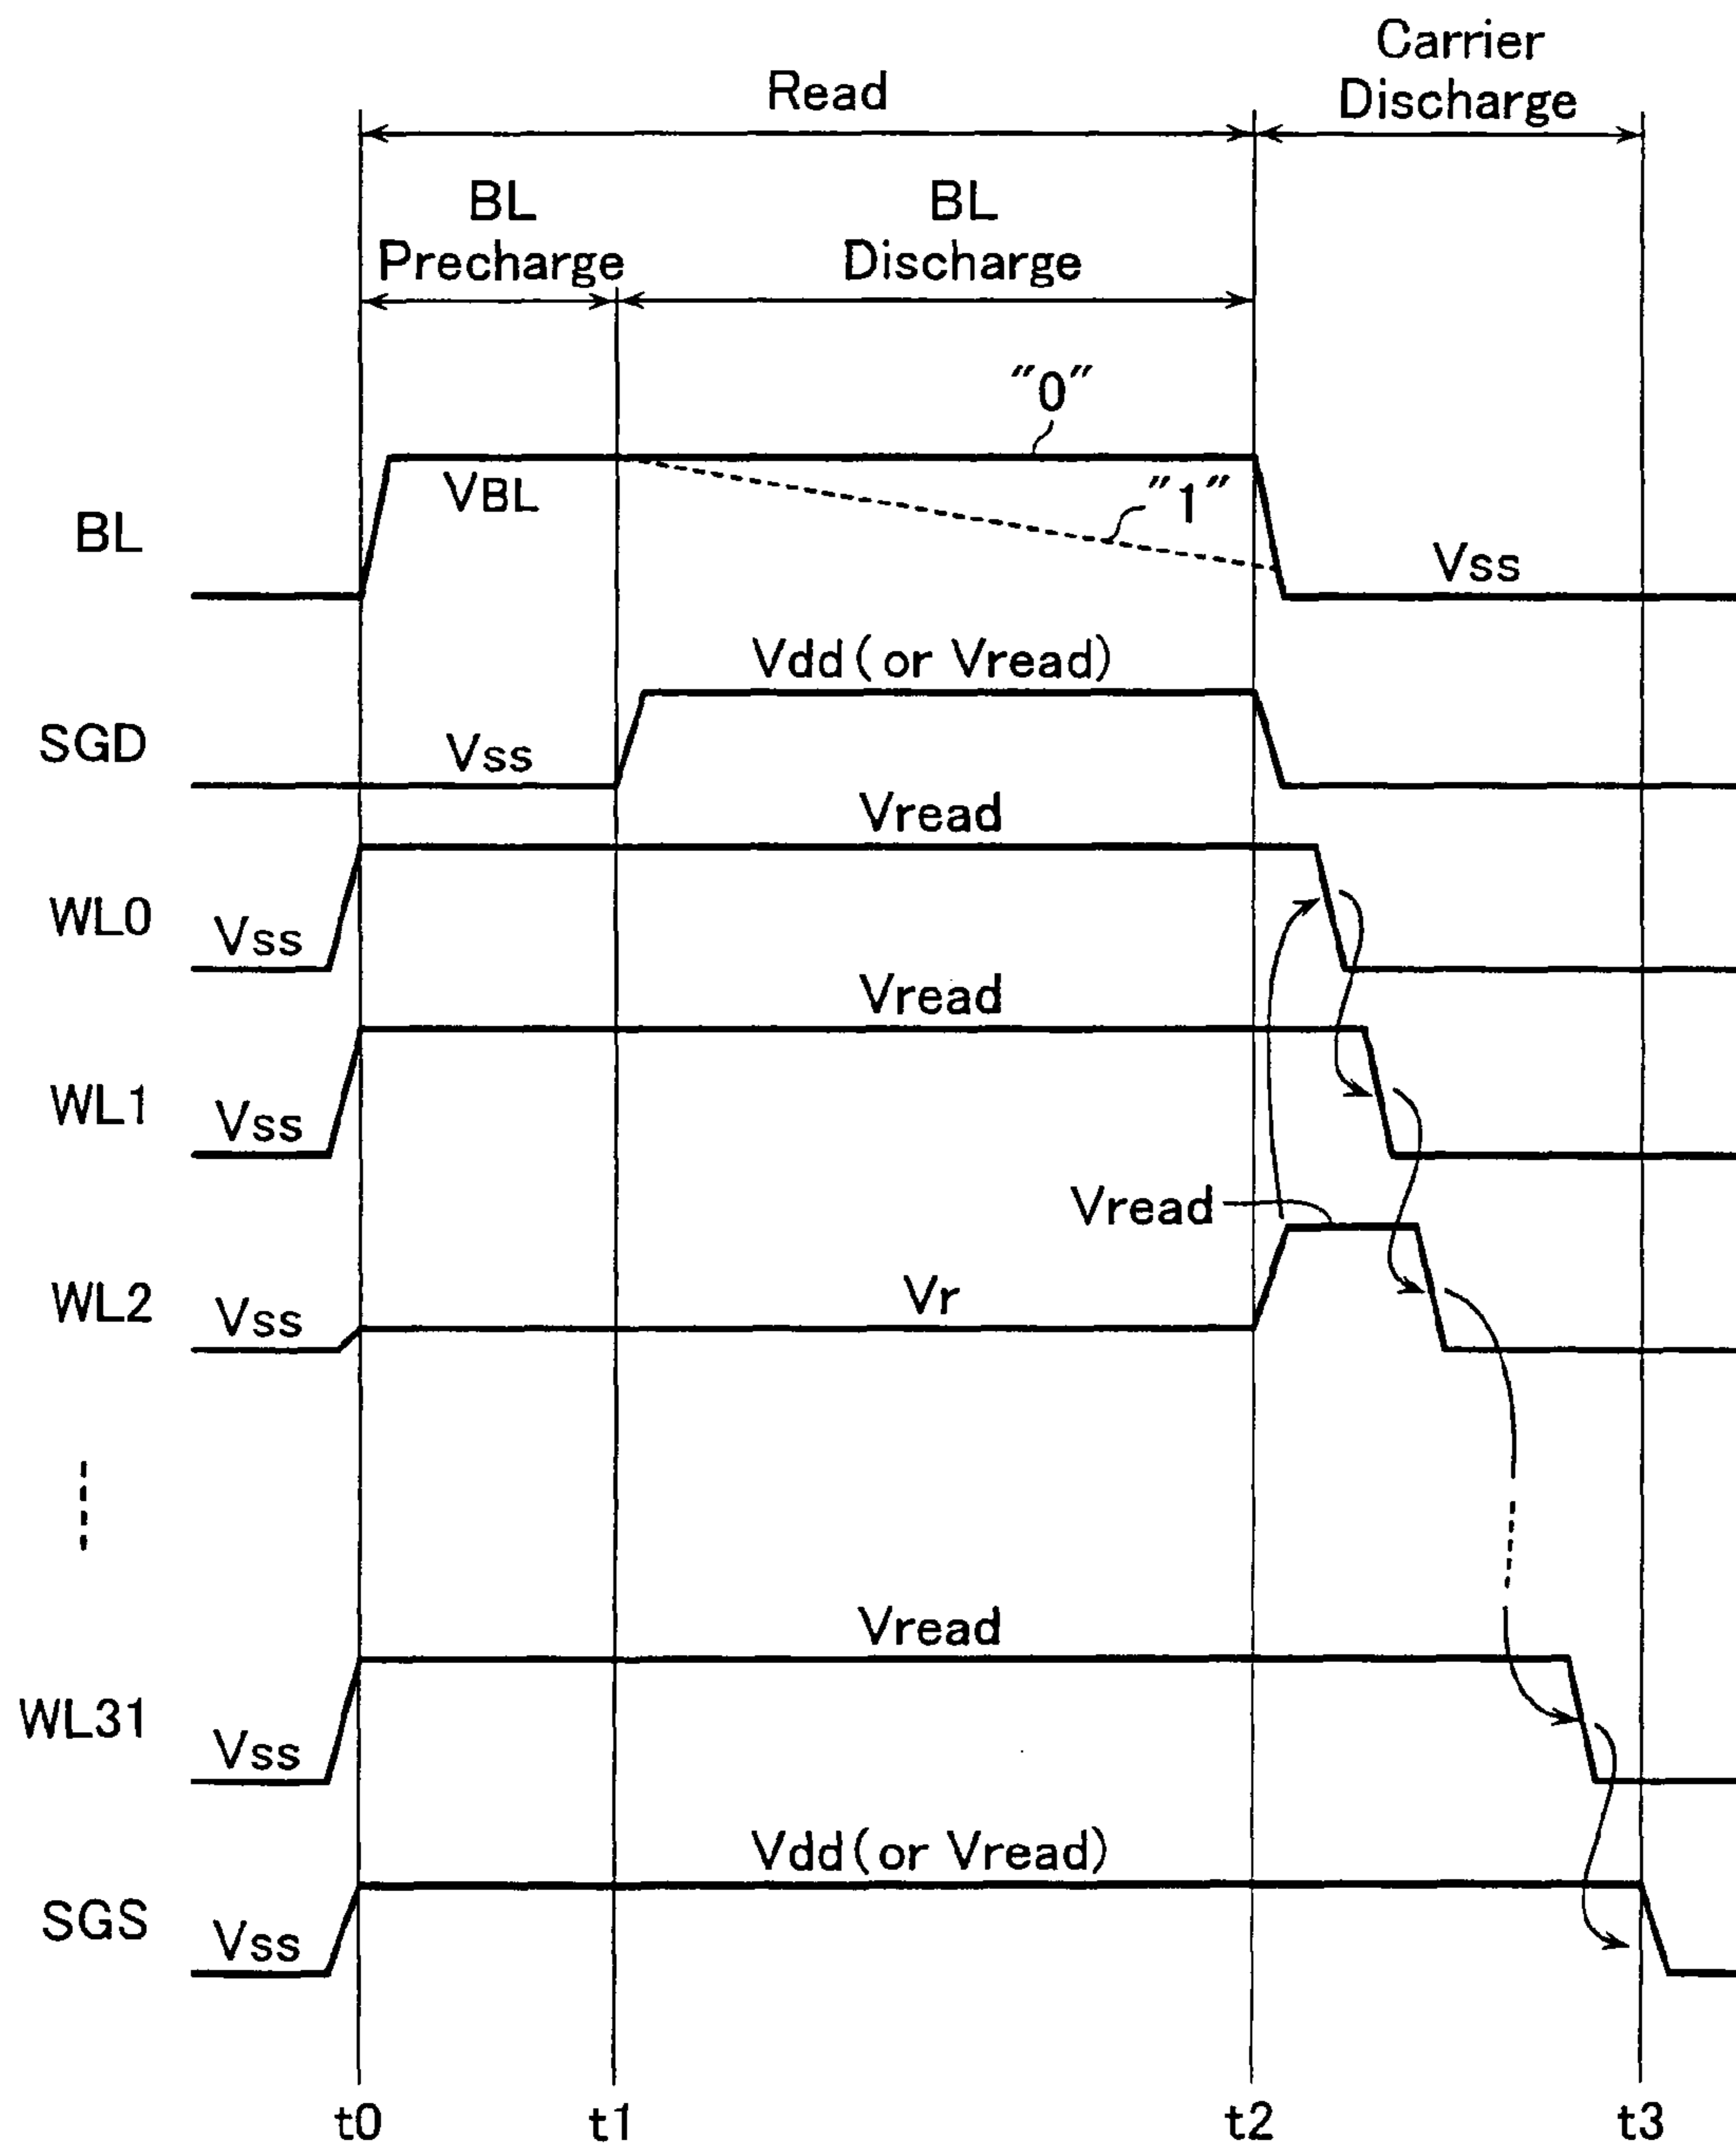 Carrier
Discharge
Read
BL
Precharge
BL
Discharge
"0"
VBL
"1"
BL
Vss
Vdd(or Vread)
SGD
Vss
Vread
WL0
Vss
Vread
WL1
Vss
Vread
WL2
Vss
Vr
Vread
WL31
Vss
Vdd(or Vread)
SGS
Vss
t0
t1
t2
t3